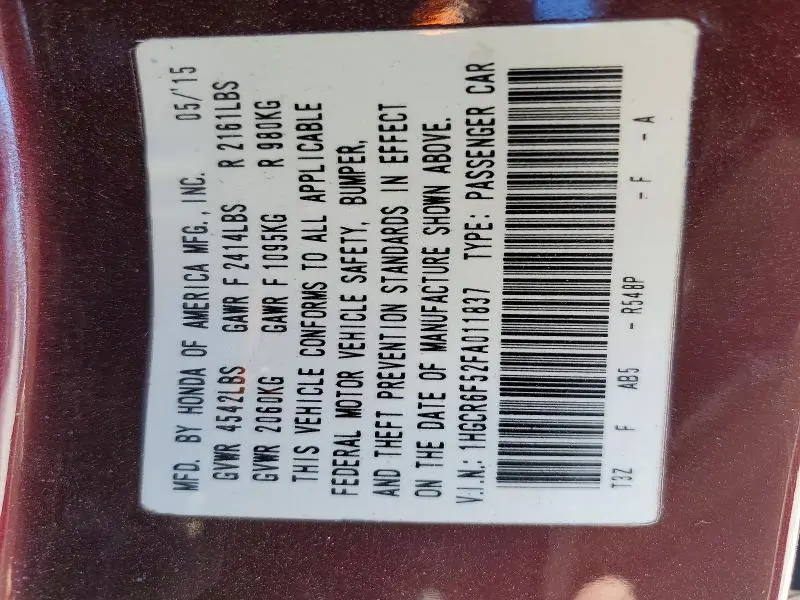 MFD. BY HONDA OF AMERICA MFG., INC. 05/'15
GVWR 4542LBS GAWR F 2414LBS R 2161LBS
GVWR 2060KG GAWR F 1095KG R 980KG
THIS VEHICLE CONFORMS TO ALL APPLICABLE
FEDERAL MOTOR VEHICLE SAFETY, BUMPER,
AND THEFT PREVENTION STANDARDS IN EFFECT
ON THE DATE OF MANUFACTURE SHOWN ABOVE.
V.I.N.: 1HGCR6F52FA011837 TYPE: PASSENGER CAR
T3Z F AB5 - R548P - F - A